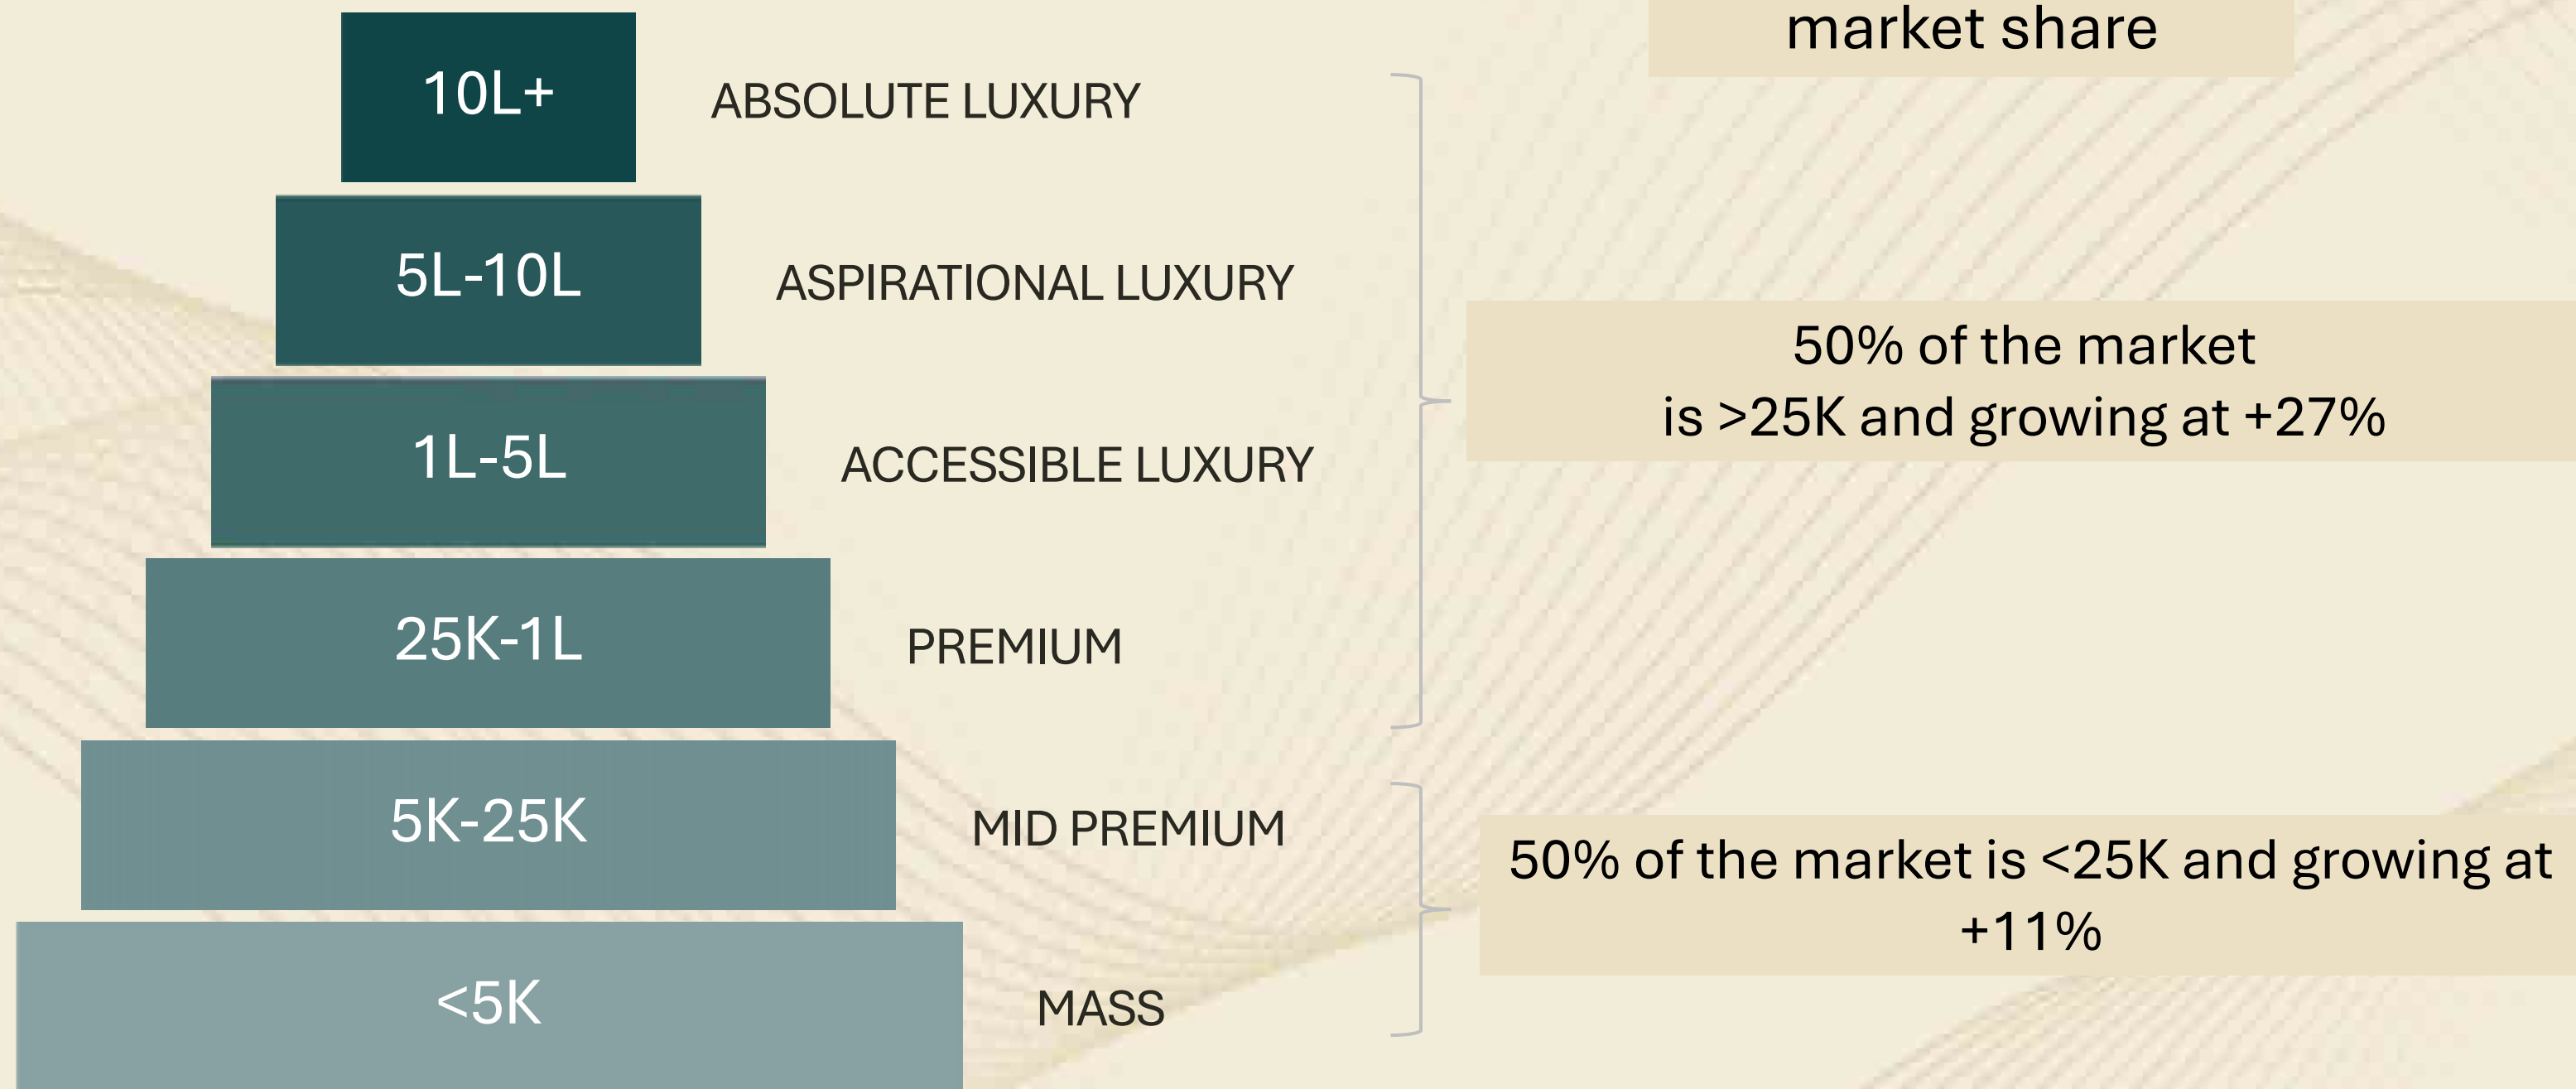 market share
10L+
ABSOLUTE LUXURY
5L-10L
ASPIRATIONAL LUXURY
50% of the market
is >25K and growing at +27%
1L-5L
ACCESSIBLE LUXURY
25K-1L
PREMIUM
5K-25K
MID PREMIUM
50% of the market is <25K and growing at
+11%
<5K
MASS